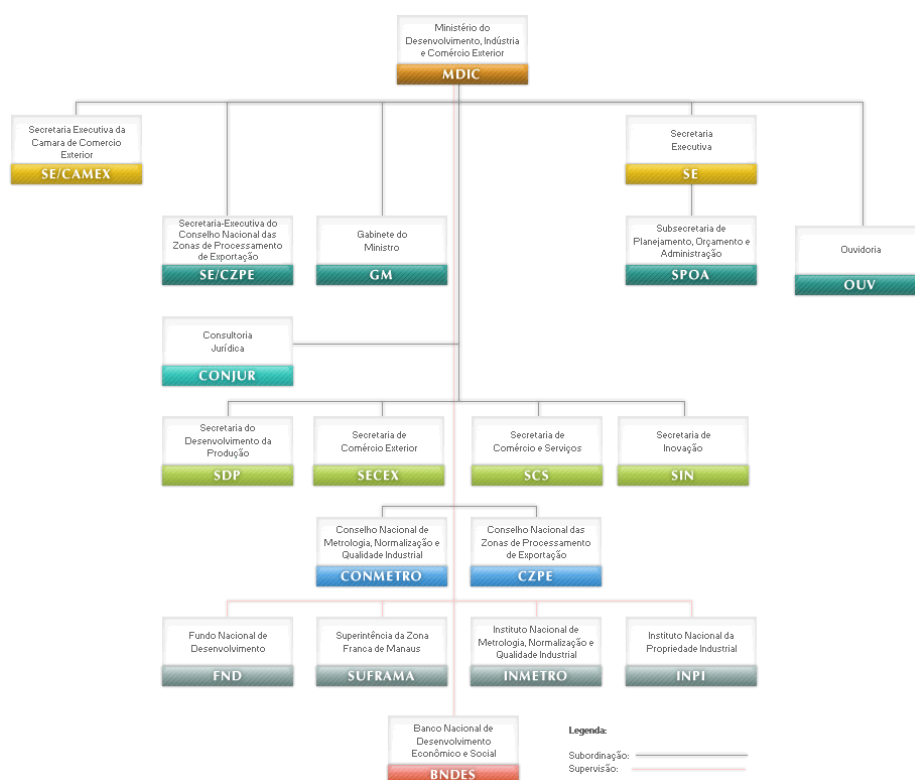 Ministério do
Desenvolvimento, Indústria
e Comércio Exterior
MDIC
Secretaria Executiva da
Camara de Comercio
Exterior
SE/CAMEX
Secretaria
Executiva
SE
Secretaria-Executiva do
Conselho Nacional das
Zonas de Processamento
de Exportação
SE/CZPE
Gabinete do
Ministro
GM
Subsecretaria de
Planejamento, Orçamento e
Administração
SPOA
Ouvidoria
OUV
Consultoria
Jurídica
CONJUR
Secretaria do
Desenvolvimento da
Produção
SDP
Secretaria de
Comércio Exterior
SECEX
Secretaria de
Comércio e Serviços
SCS
Secretaria de
Inovação
SIN
Conselho Nacional de
Metrologia, Normalização e
Qualidade Industrial
CONMETRO
Conselho Nacional das
Zonas de Processamento
de Exportação
CZPE
Fundo Nacional de
Desenvolvimento
FND
Superintência da Zona
Franca de Manaus
SUFRAMA
Instituto Nacional de
Metrologia, Normalização e
Qualidade Industrial
INMETRO
Instituto Nacional da
Propriedade Industrial
INPI
Banco Nacional de
Desenvolvimento
Econômico e Social
BNDES
Legenda:
Subordinação:
Supervisão: